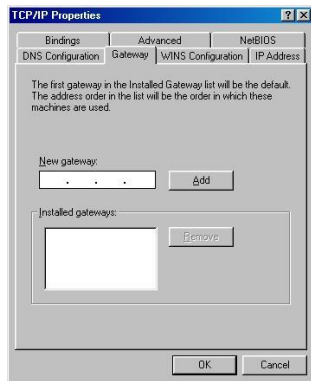 TCP/IP Properties
Bindings Advanced NetBIOS
DNS Configuration Gateway WINS Configuration IP Address
The first gateway in the Installed Gateway list will be the default.
The address order in the list will be the order in which these
machines are used.
New gateway:
. . .
Add
Installed gateways:
Remove
OK Cancel